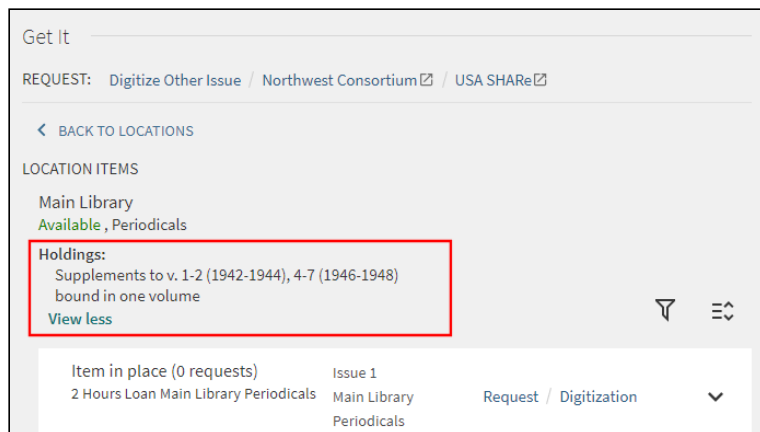 Get It
REQUEST: Digitize Other Issue / Northwest Consortium / USA SHARe
BACK TO LOCATIONS
LOCATION ITEMS
Main Library
Available , Periodicals
Holdings:
Supplements to v. 1-2 (1942-1944), 4-7 (1946-1948)
bound in one volume
View less
Item in place (0 requests)
2 Hours Loan Main Library Periodicals
Issue 1
Main Library
Periodicals
Request / Digitization